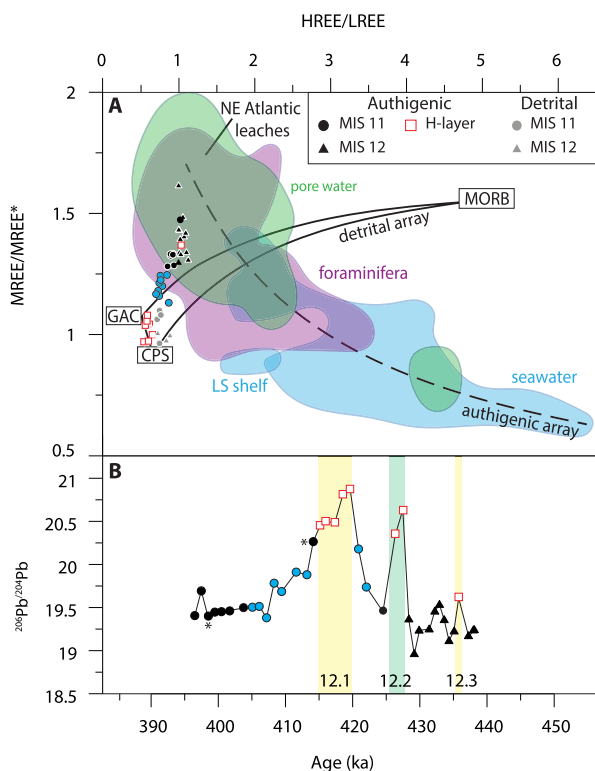 HREE/LREE
0 1 2 3 4 5 6
A
MREE/MREE*
2
1.5
1
0.5
NE Atlantic
leaches
Authigenic Detrital
MIS 11 H-layer MIS 11
MIS 12 MIS 12
pore water
MORB
detrital array
foraminifera
GAC
CPS
LS shelf
seawater
authigenic array
B
206Pb/204Pb
21
20.5
20
19.5
19
18.5
*
*
12.1 12.2 12.3
390 400 410 420 430 440 450
Age (ka)